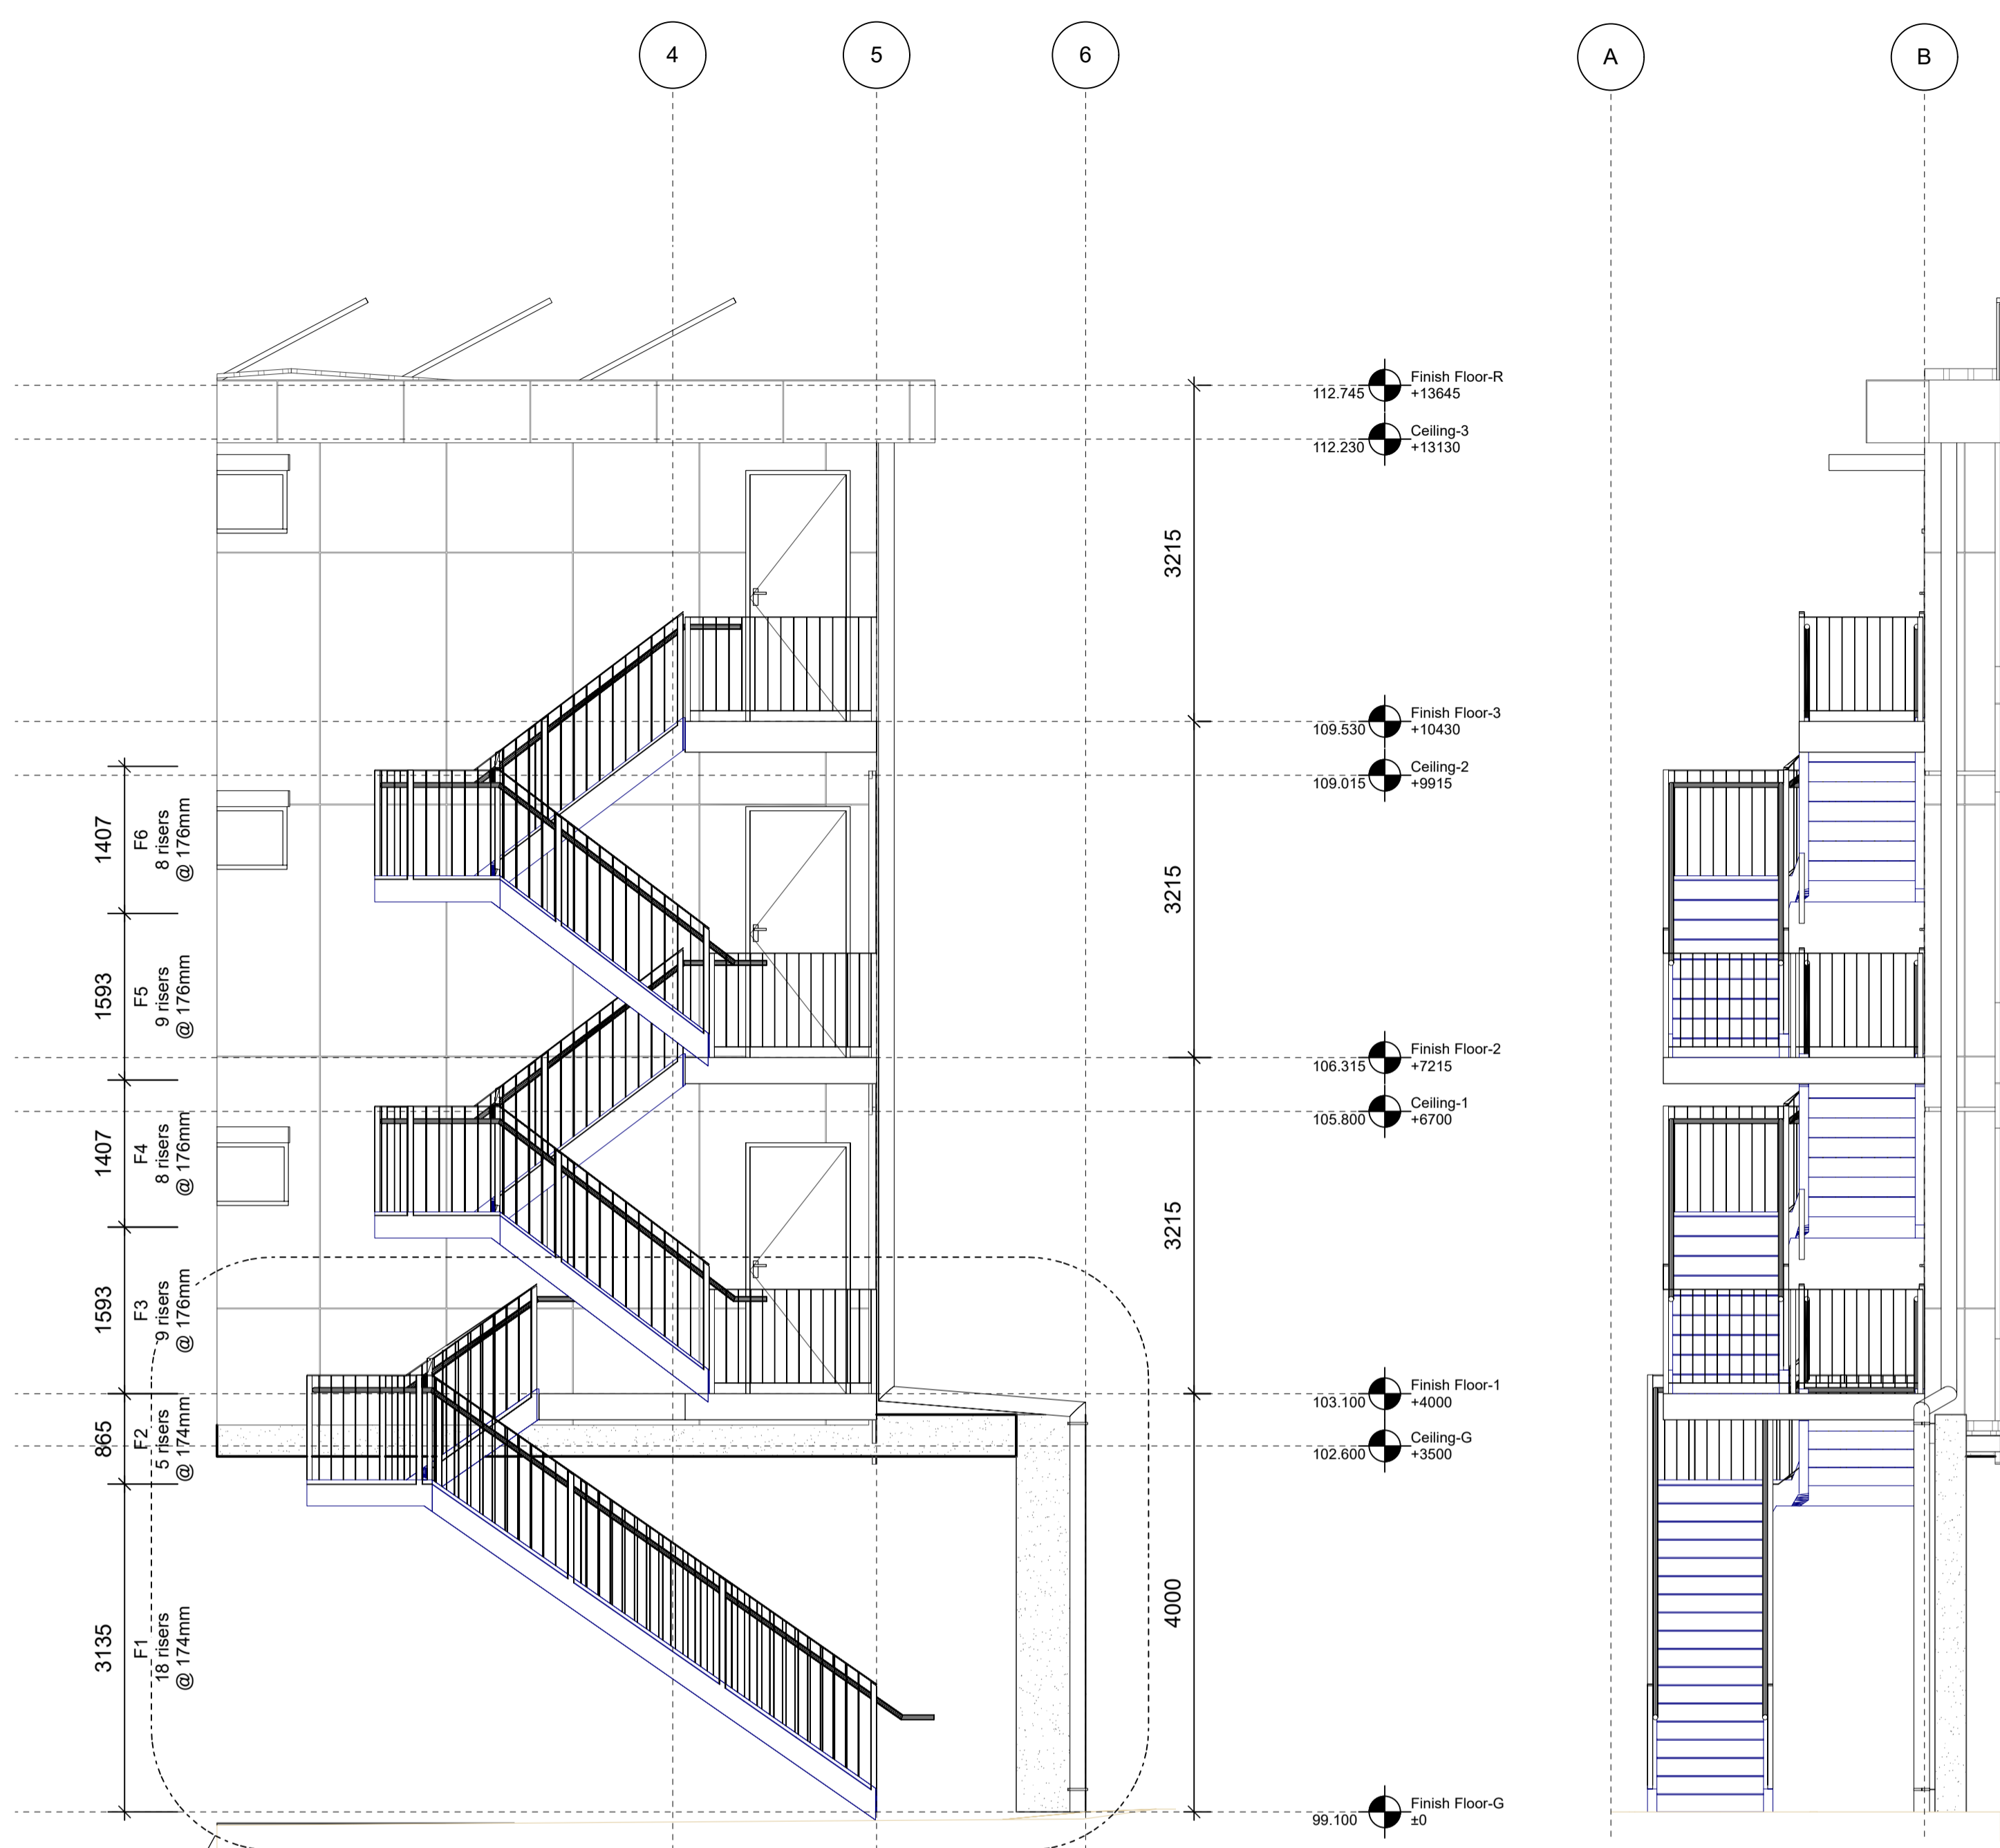 4
5
6
A
B
Finish Floor-R
112.745 +13645
Ceiling-3
112.230 +13130
3215
Finish Floor-3
109.530 +10430
Ceiling-2
109.015 +9915
1407
F6
8 risers
@ 176mm
3215
1593
F5
9 risers
@ 176mm
Finish Floor-2
106.315 +7215
Ceiling-1
105.800 +6700
1407
F4
8 risers
@ 176mm
3215
1593
F3
9 risers
@ 176mm
Finish Floor-1
103.100 +4000
865
F2
5 risers
@ 174mm
Ceiling-G
102.600 +3500
3135
F1
18 risers
@ 174mm
4000
Finish Floor-G
99.100 ±0